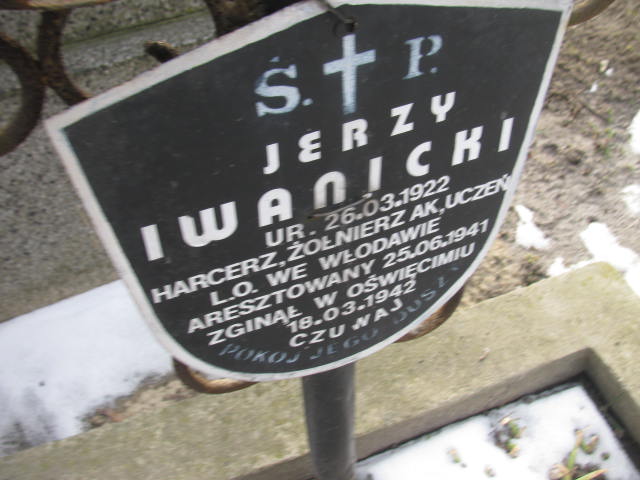 Ś. P.
JERZY
IWANICKI
UR. 26.03.1922
HARCERZ, ŻOŁNIERZ AK, UCZEŃ
L.O. WE WŁODAWIE
ARESZTOWANY 25.06.1941
ZGINĄŁ W OŚWIĘCIMIU
18.03.1942
CZUWAJ
POKÓJ JEGO DUSZY